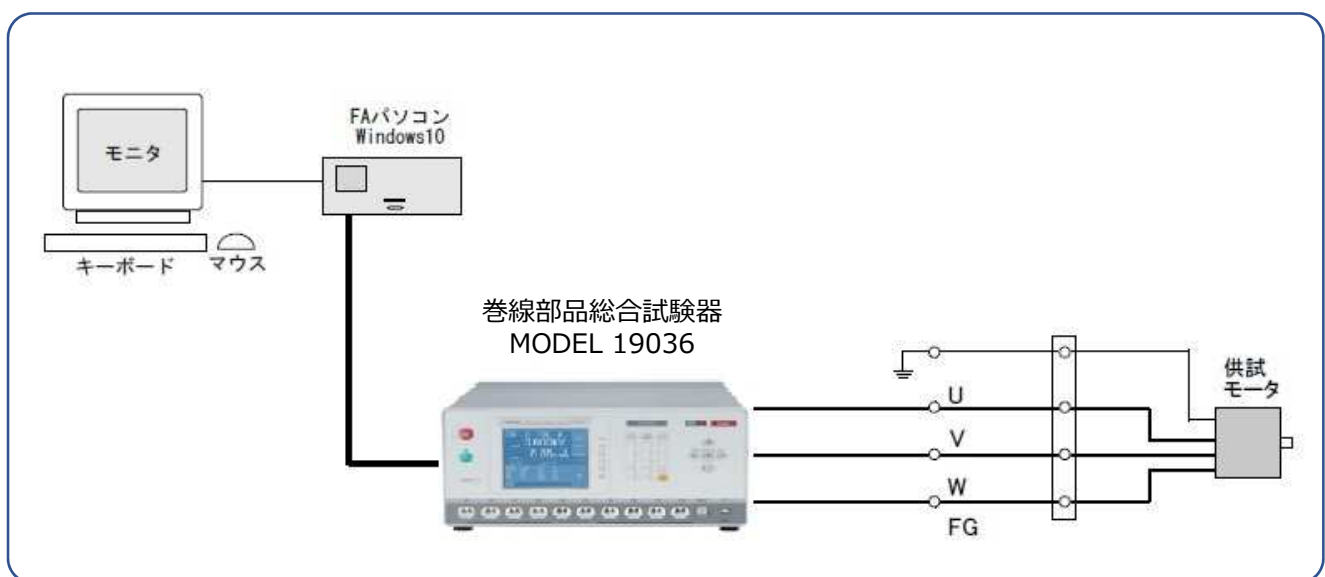 モニタ
FAパソコン
Windows10
キーボード
マウス
巻線部品総合試験器
MODEL 19036
U
V
W
FG
供試
モータ